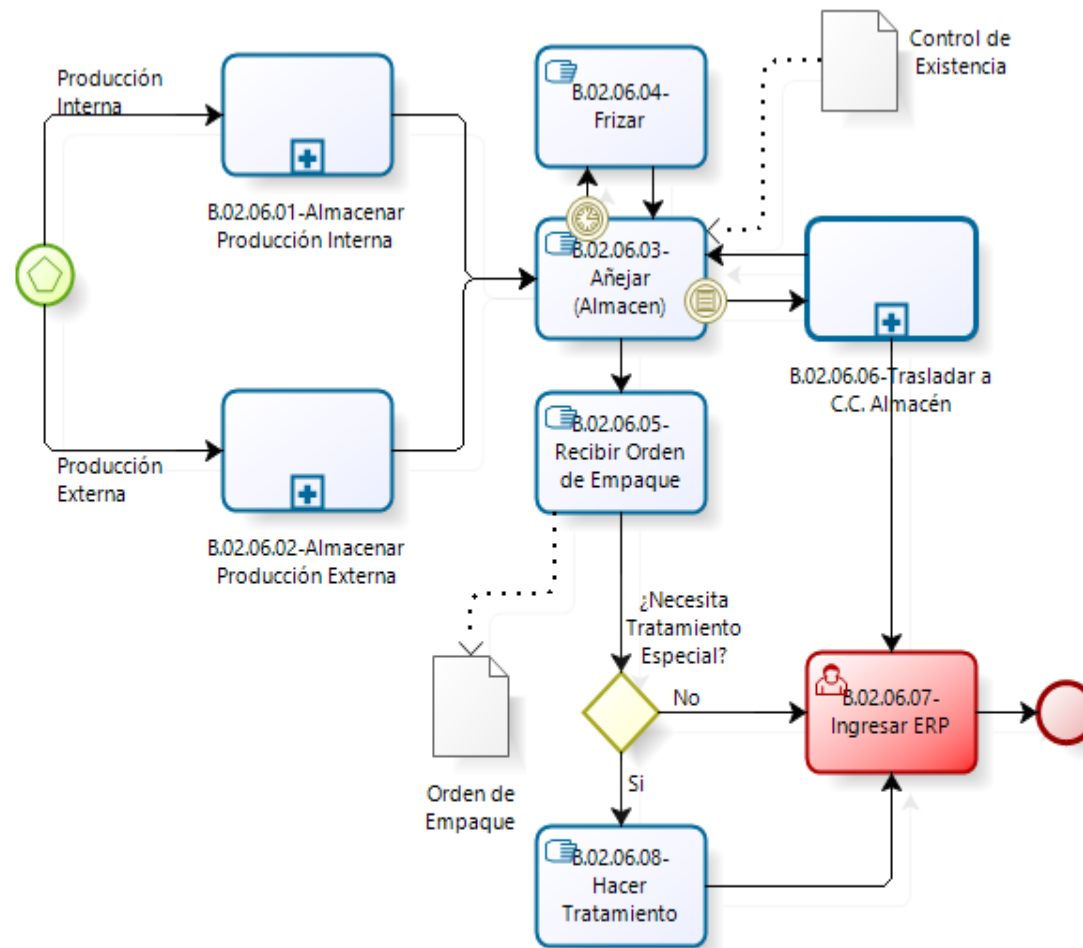 Producción
Interna
B.02.06.01-Almacenar
Producción Interna
B.02.06.04-
Frizar
Control de
Existencia
B.02.06.03-
Añejar
(Almacen)
B.02.06.06-Trasladar a
C.C. Almacén
Producción
Externa
B.02.06.02-Almacenar
Producción Externa
B.02.06.05-
Recibir Orden
de Empaque
¿Necesita
Tratamiento
Especial?
Orden de
Empaque
No
B.02.06.07-
Ingresar ERP
Si
B.02.06.08-
Hacer
Tratamiento